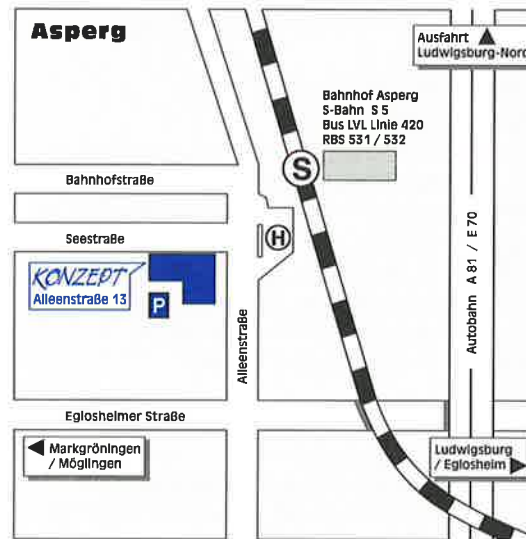 Asperg
Ausfahrt
Ludwigsburg-Nord
Bahnhof Asperg
S-Bahn S 5
Bus LVL Linie 420
RBS 531 / 532
S
Bahnhofstraße
H
Seestraße
KONZEPT
Alleenstraße 13
P
Alleenstraße
Autobahn A 81 / E 70
Eglosheimer Straße
Markgröningen
/ Möglingen
Ludwigsburg
/ Eglosheim